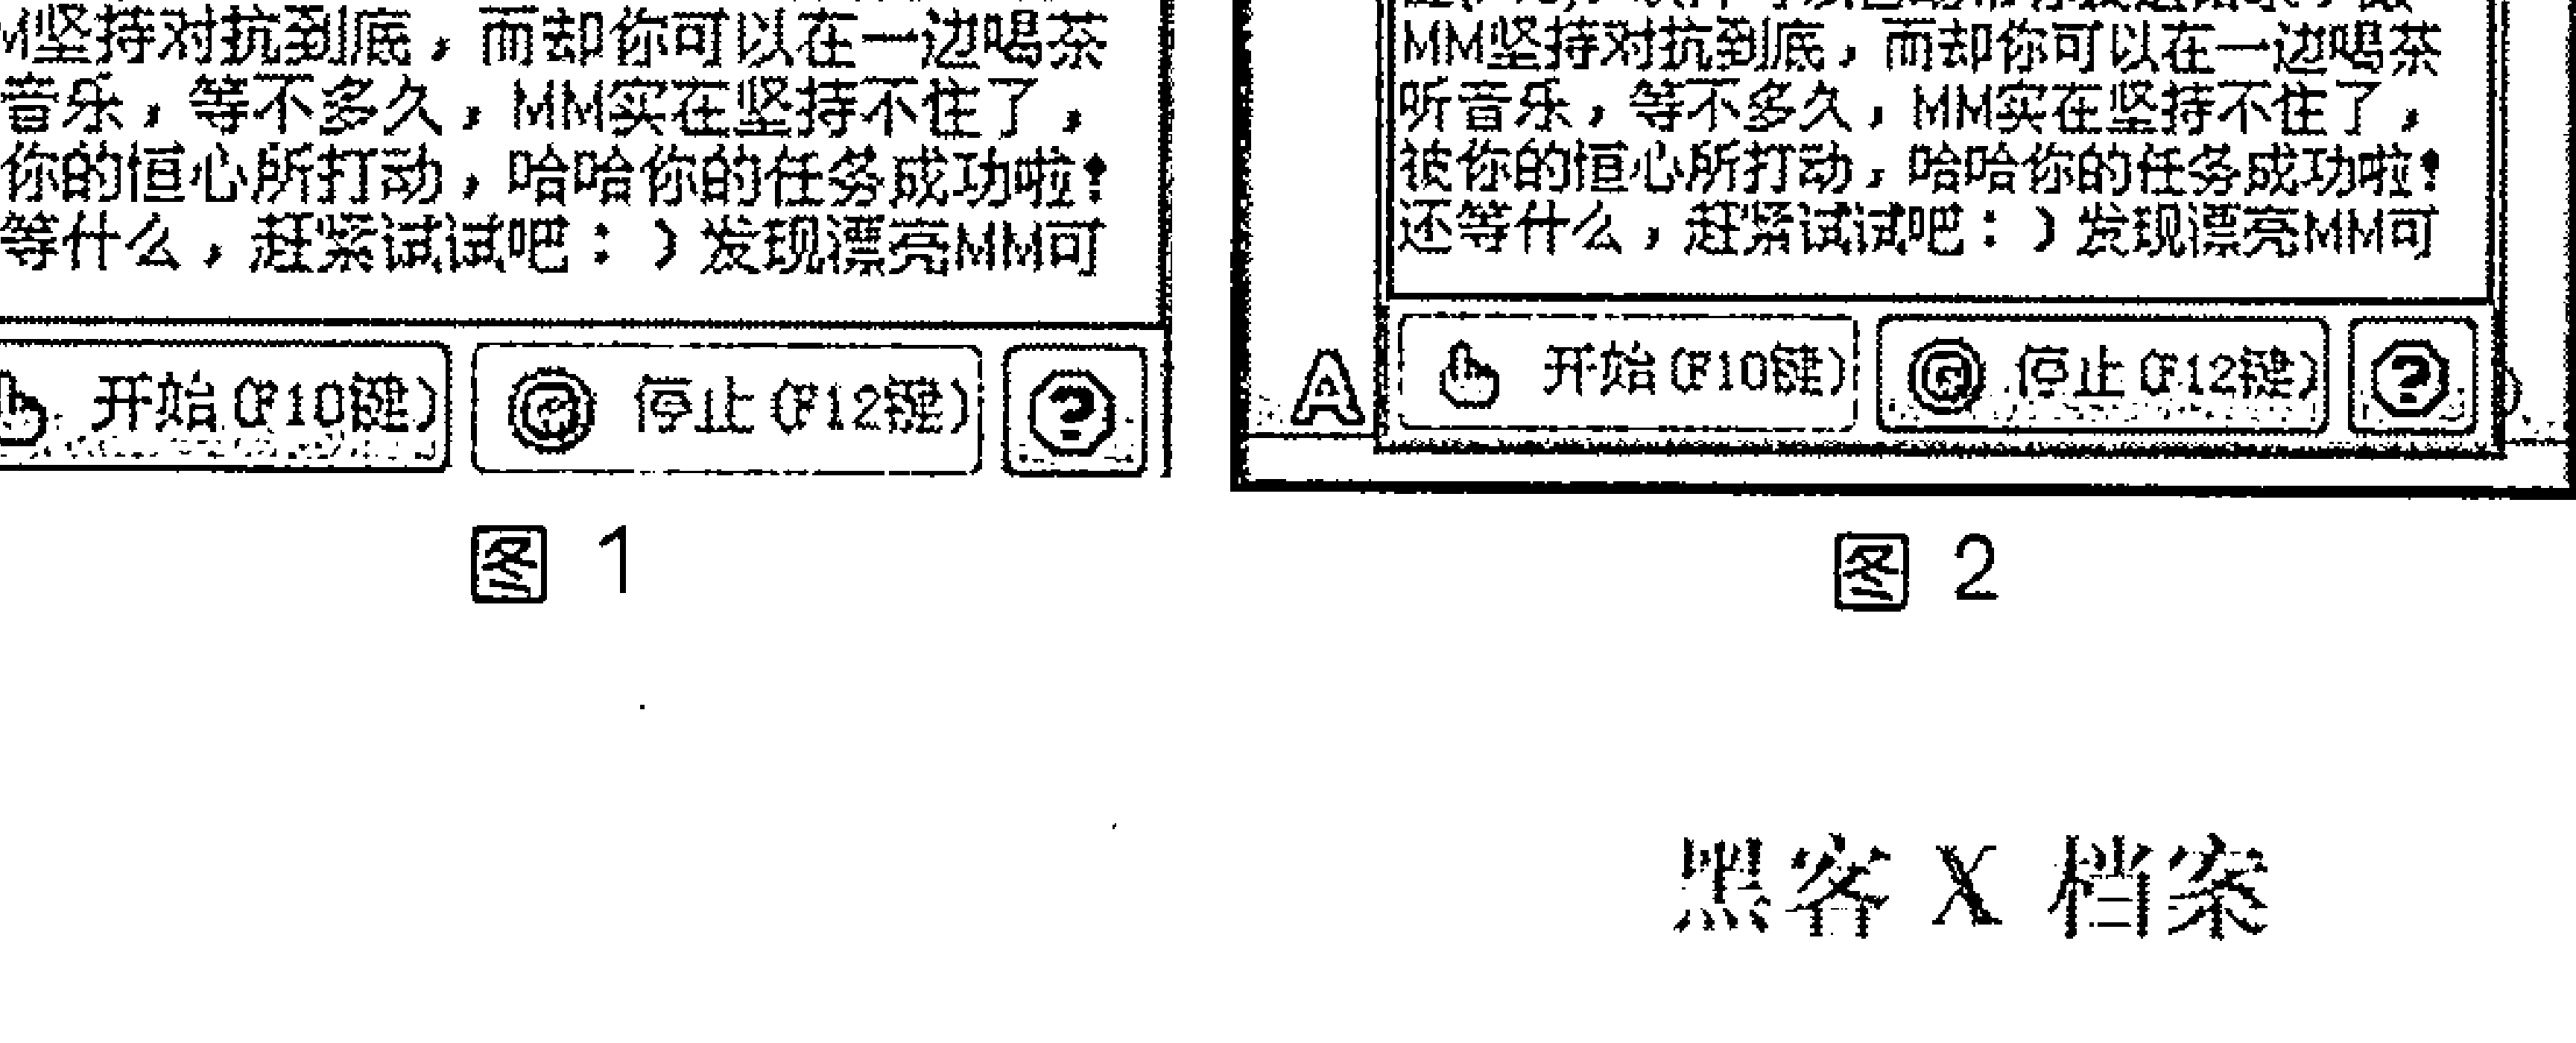 M坚持对抗到底，而却你可以在一边喝茶
音乐，等不多久，MM实在坚持不住了，
你的恒心所打动，哈哈你的任务成功啦！
等什么，赶紧试试吧：）发现漂亮MM可
开始(F10键) 停止(F12键) ?
图 1
MM坚持对抗到底，而却你可以在一边喝茶
听音乐，等不多久，MM实在坚持不住了，
彼你的恒心所打动，哈哈你的任务成功啦！
还等什么，赶紧试试吧：）发现漂亮MM可
A 开始(F10键) 停止(F12键) ?
图 2
黑客 X 档案